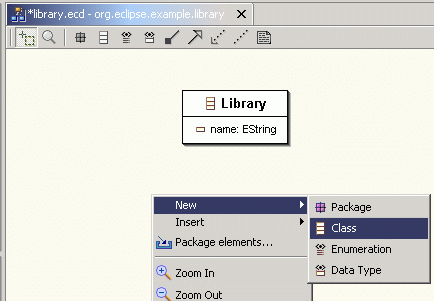 *library.ecd - org.eclipse.example.library
Library
name: EString
New
Insert
Package elements...
Zoom In
Zoom Out
Package
Class
Enumeration
Data Type